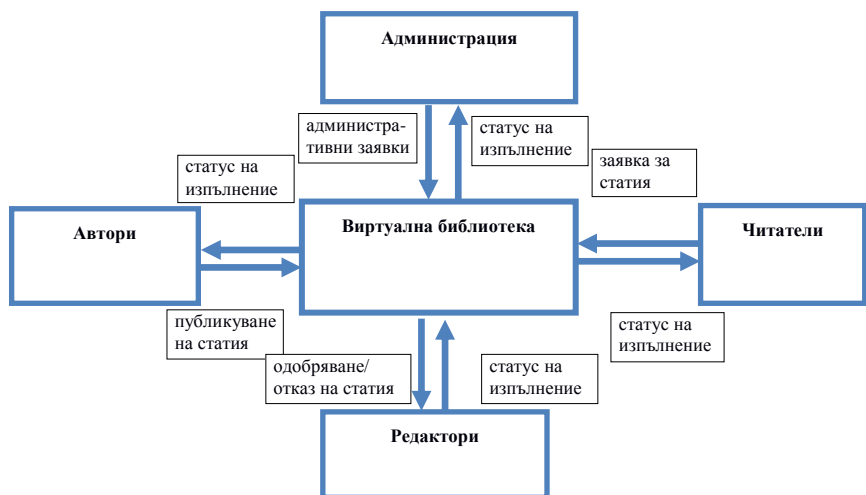 Администрация
администра-
тивни заявки
статус на
изпълнение
заявка за
статия
статус на
изпълнение
Автори
Виртуална библиотека
Читатели
публикуване
на статия
одобряване/
отказ на статия
статус на
изпълнение
статус на
изпълнение
Редактори